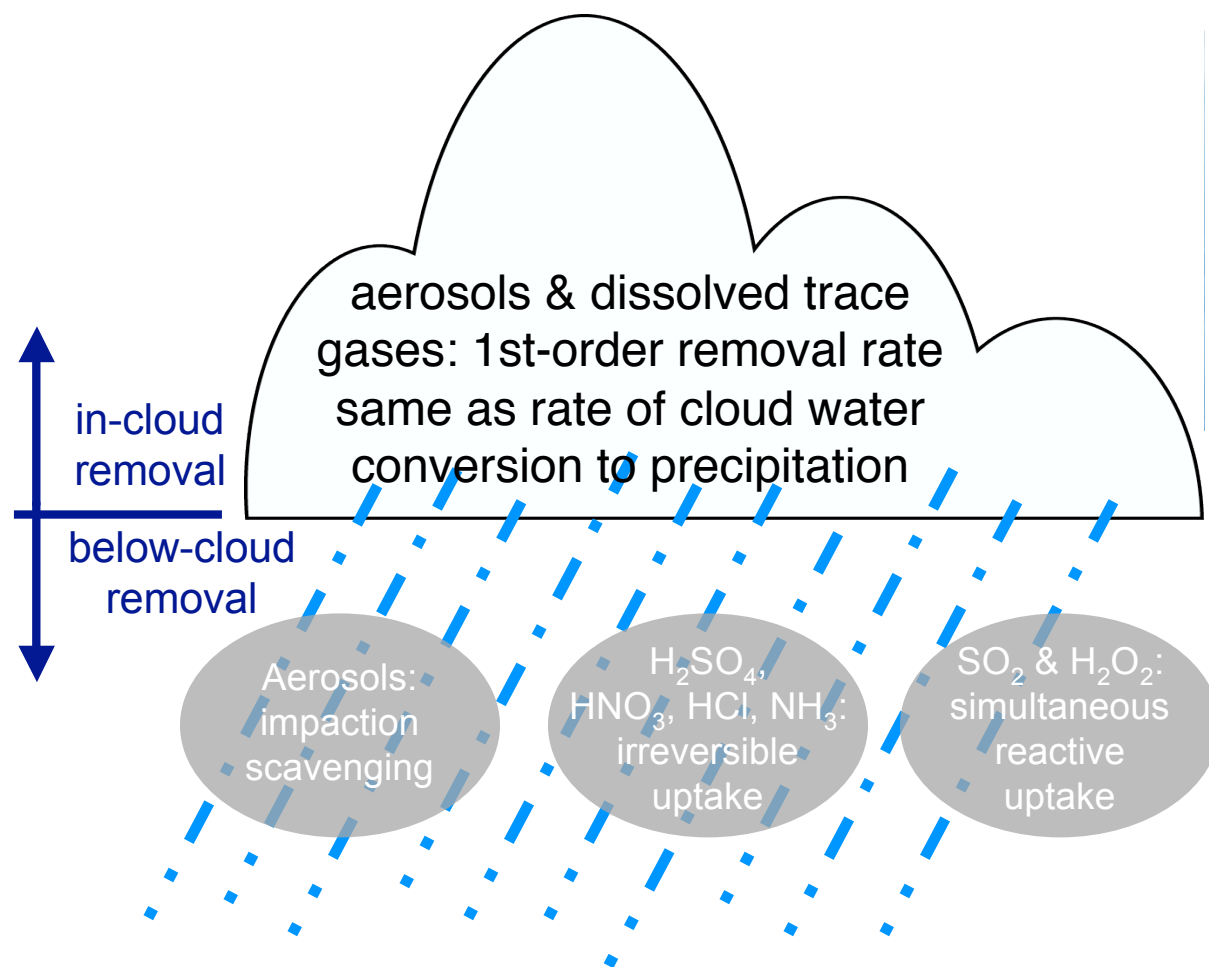 aerosols & dissolved trace
gases: 1st-order removal rate
same as rate of cloud water
conversion to precipitation
in-cloud
removal
below-cloud
removal
Aerosols:
impaction
scavenging
H₂SO₄,
HNO₃, HCl, NH₃:
irreversible
uptake
SO₂ & H₂O₂:
simultaneous
reactive
uptake